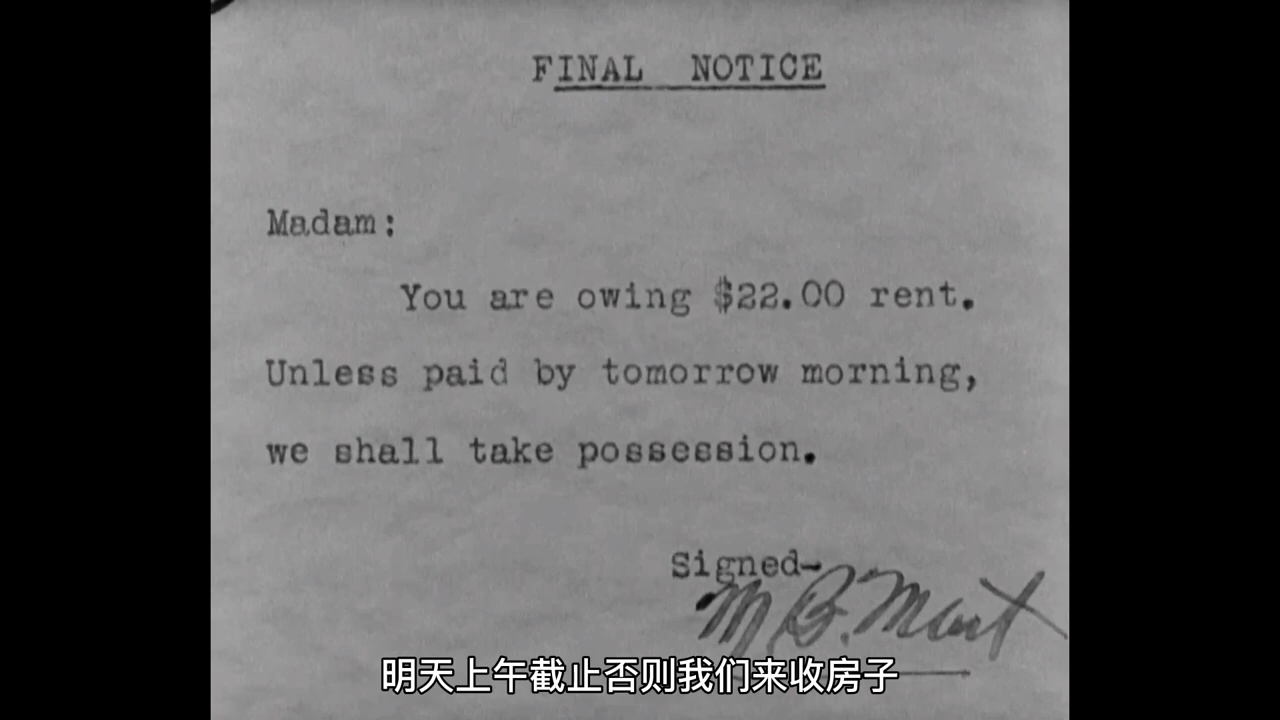 FINAL NOTICE
Madam:
You are owing $22.00 rent.
Unless paid by tomorrow morning,
we shall take possession.
Signed-
M.B.
明天上午截止否则我们来收房子